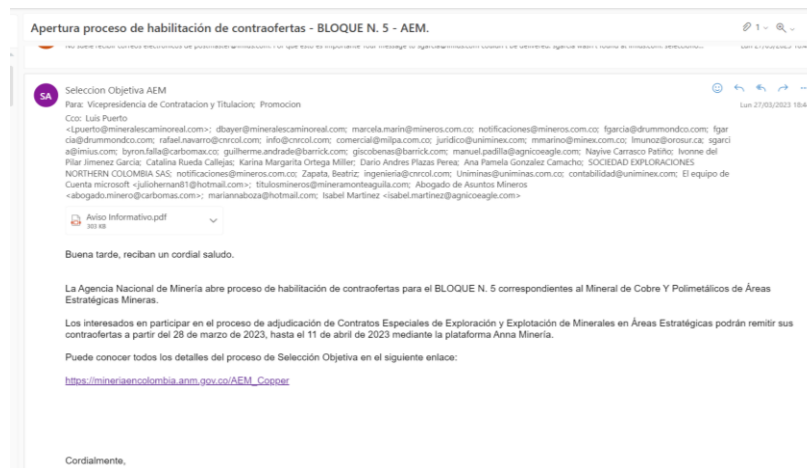 Apertura proceso de habilitación de contraofertas - BLOQUE N. 5 - AEM.
1
SA
Seleccion Objetiva AEM
Para: Vicepresidencia de Contratacion y Titulacion; Promocion
Lun 27/03/2023 18:4
Cco: Luis Puerto
<Lpuerto@mineralescaminoreal.com>; dbayer@mineralescaminoreal.com; marcela.marin@mineros.com.co; notificaciones@mineros.com.co; fgarcia@drummondco.com; fgar
cia@drummondco.com; rafael.navarro@cnrcol.com; info@cnrcol.com; comercial@milpa.com.co; juridico@uniminex.com; mmarino@minex.com.co; lmunoz@orosur.ca; sgarci
a@imius.com; byron.falla@carbomax.co; guilherme.andrade@barrick.com; giscobenas@barrick.com; manuel.padilla@agnicoeagle.com; Nayive Carrasco Patiño; Ivonne del
Pilar Jimenez Garcia; Catalina Rueda Callejas; Karina Margarita Ortega Miller; Dario Andres Plazas Perea; Ana Pamela Gonzalez Camacho; SOCIEDAD EXPLORACIONES
NORTHERN COLOMBIA SAS; notificaciones@mineros.com.co; Zapata, Beatriz; ingenieria@cnrcol.com; Uniminas@uniminas.com.co; contabilidad@uniminex.com; El equipo de
Cuenta microsoft <juliohernan81@hotmail.com>; titulosmineros@mineramonteaguila.com; Abogado de Asuntos Mineros
<abogado.minero@carbomas.com>; mariannaboza@hotmail.com; Isabel Martinez <isabel.martinez@agnicoeagle.com>
Aviso Informativo.pdf
303 KB
Buena tarde, reciban un cordial saludo.
La Agencia Nacional de Minería abre proceso de habilitación de contraofertas para el BLOQUE N. 5 correspondientes al Mineral de Cobre Y Polimetálicos de Áreas
Estratégicas Mineras.
Los interesados en participar en el proceso de adjudicación de Contratos Especiales de Exploración y Explotación de Minerales en Áreas Estratégicas podrán remitir sus
contraofertas a partir del 28 de marzo de 2023, hasta el 11 de abril de 2023 mediante la plataforma Anna Minería.
Puede conocer todos los detalles del proceso de Selección Objetiva en el siguiente enlace:
https://mineriaencolombia.anm.gov.co/AEM_Copper
Cordialmente,